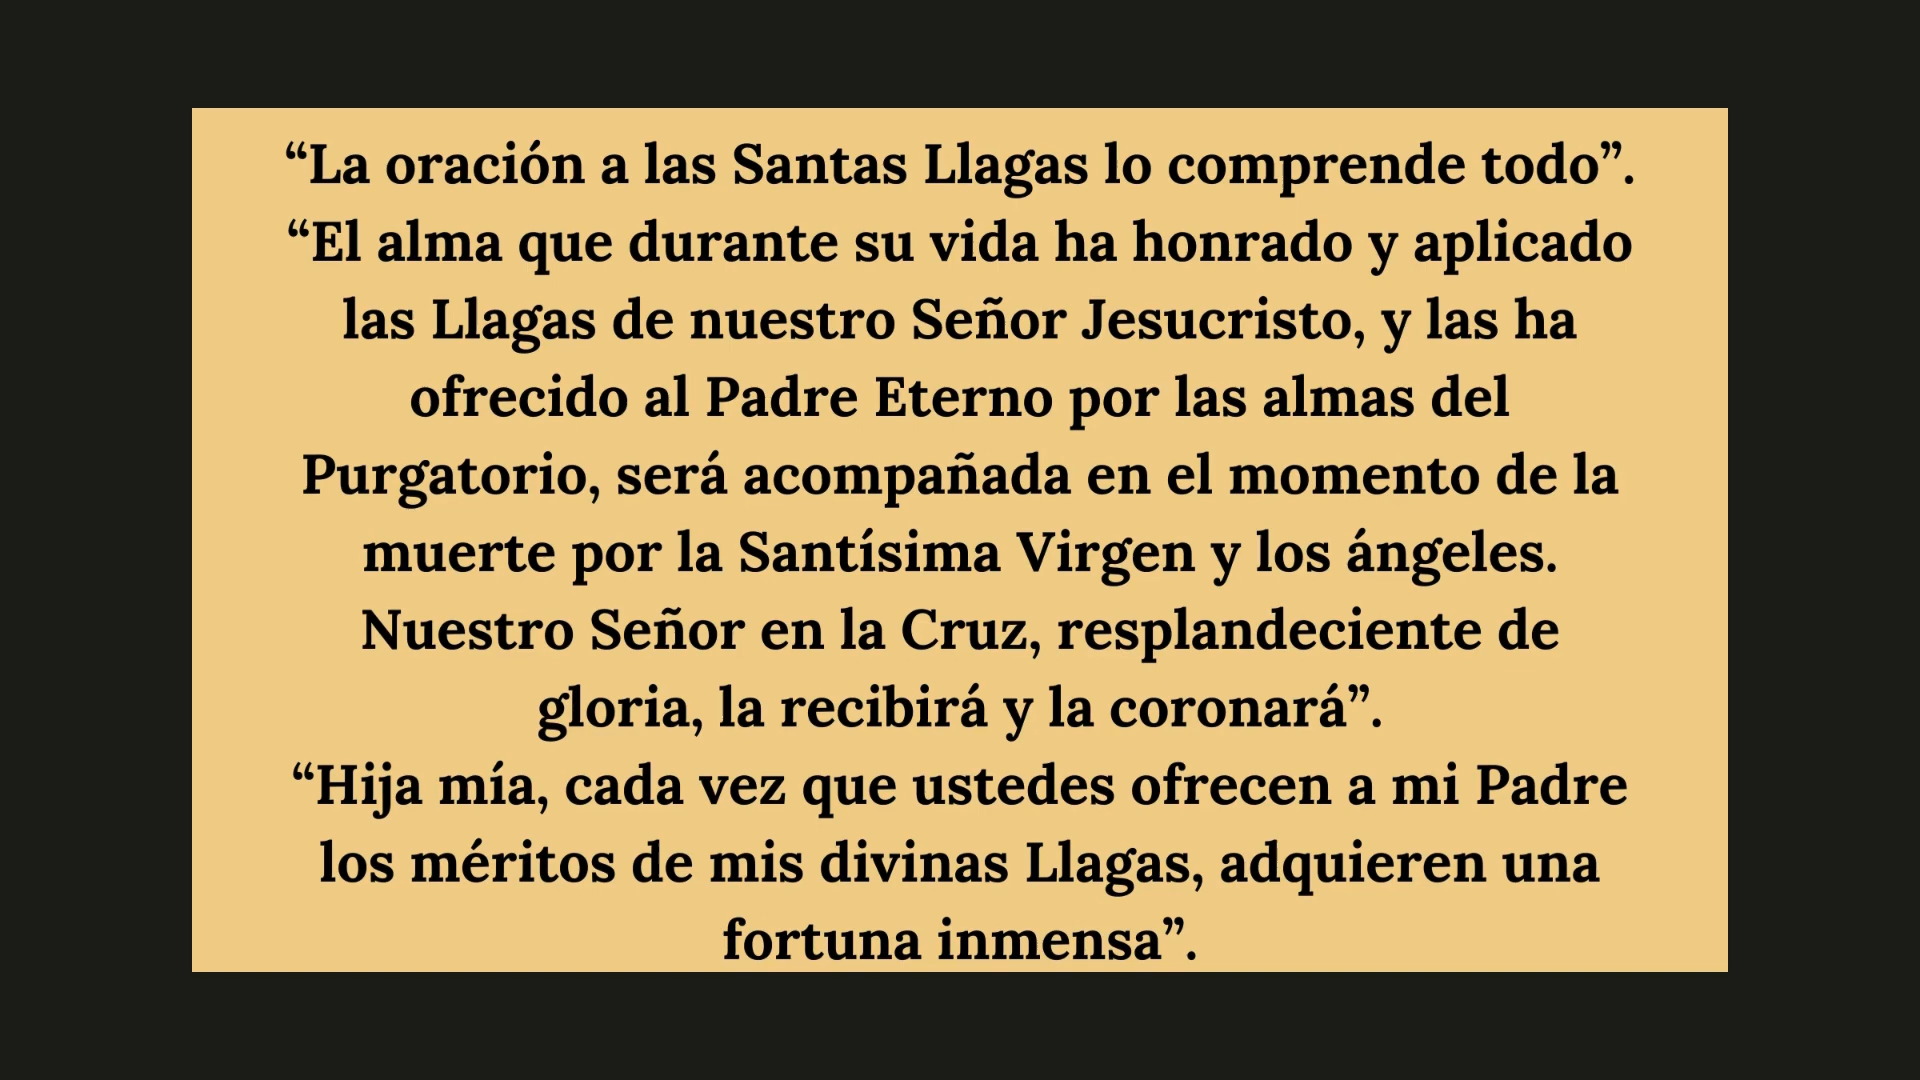 “La oración a las Santas Llagas lo comprende todo”.
“El alma que durante su vida ha honrado y aplicado
las Llagas de nuestro Señor Jesucristo, y las ha
ofrecido al Padre Eterno por las almas del
Purgatorio, será acompañada en el momento de la
muerte por la Santísima Virgen y los ángeles.
Nuestro Señor en la Cruz, resplandeciente de
gloria, la recibirá y la coronará”.
“Hija mía, cada vez que ustedes ofrecen a mi Padre
los méritos de mis divinas Llagas, adquieren una
fortuna inmensa”.